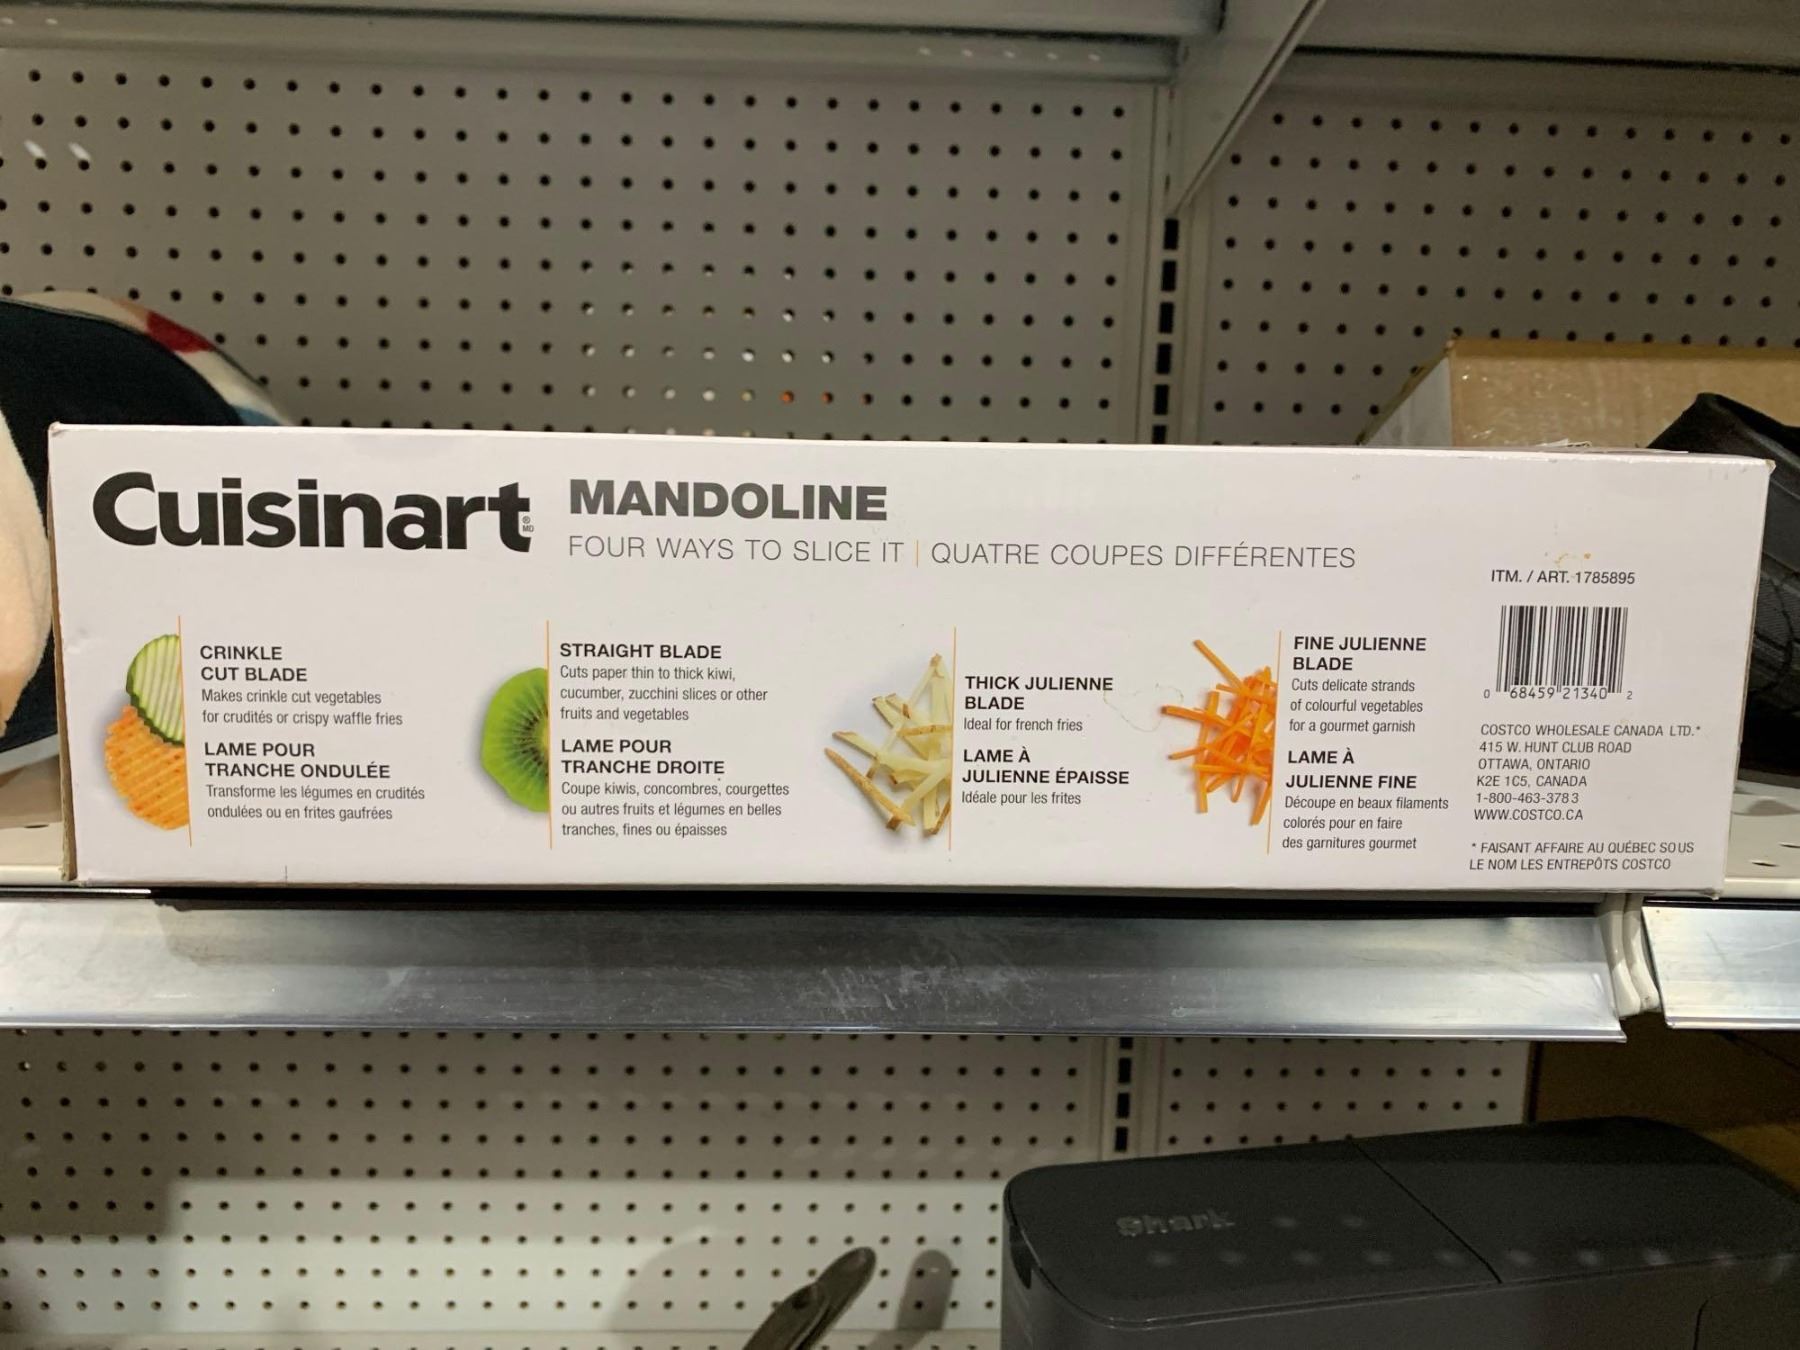 Cuisinart ® MD
MANDOLINE
FOUR WAYS TO SLICE IT | QUATRE COUPES DIFFÉRENTES
CRINKLE
CUT BLADE
Makes crinkle cut vegetables
for crudités or crispy waffle fries
LAME POUR
TRANCHE ONDULÉE
Transforme les légumes en crudités
ondulées ou en frites gaufrées
STRAIGHT BLADE
Cuts paper thin to thick kiwi,
cucumber, zucchini slices or other
fruits and vegetables
LAME POUR
TRANCHE DROITE
Coupe kiwis, concombres, courgettes
ou autres fruits et légumes en belles
tranches, fines ou épaisses
THICK JULIENNE
BLADE
Ideal for french fries
LAME À
JULIENNE ÉPAISSE
Idéale pour les frites
FINE JULIENNE
BLADE
Cuts delicate strands
of colourful vegetables
for a gourmet garnish
LAME À
JULIENNE FINE
Découpe en beaux filaments
colorés pour en faire
des garnitures gourmet
ITM. / ART. 1785895
0 68459 21340 2
COSTCO WHOLESALE CANADA LTD.*
415 W. HUNT CLUB ROAD
OTTAWA, ONTARIO
K2E 1C5, CANADA
1-800-463-3783
WWW.COSTCO.CA
* FAISANT AFFAIRE AU QUÉBEC SOUS
LE NOM LES ENTREPÔTS COSTCO
Shark